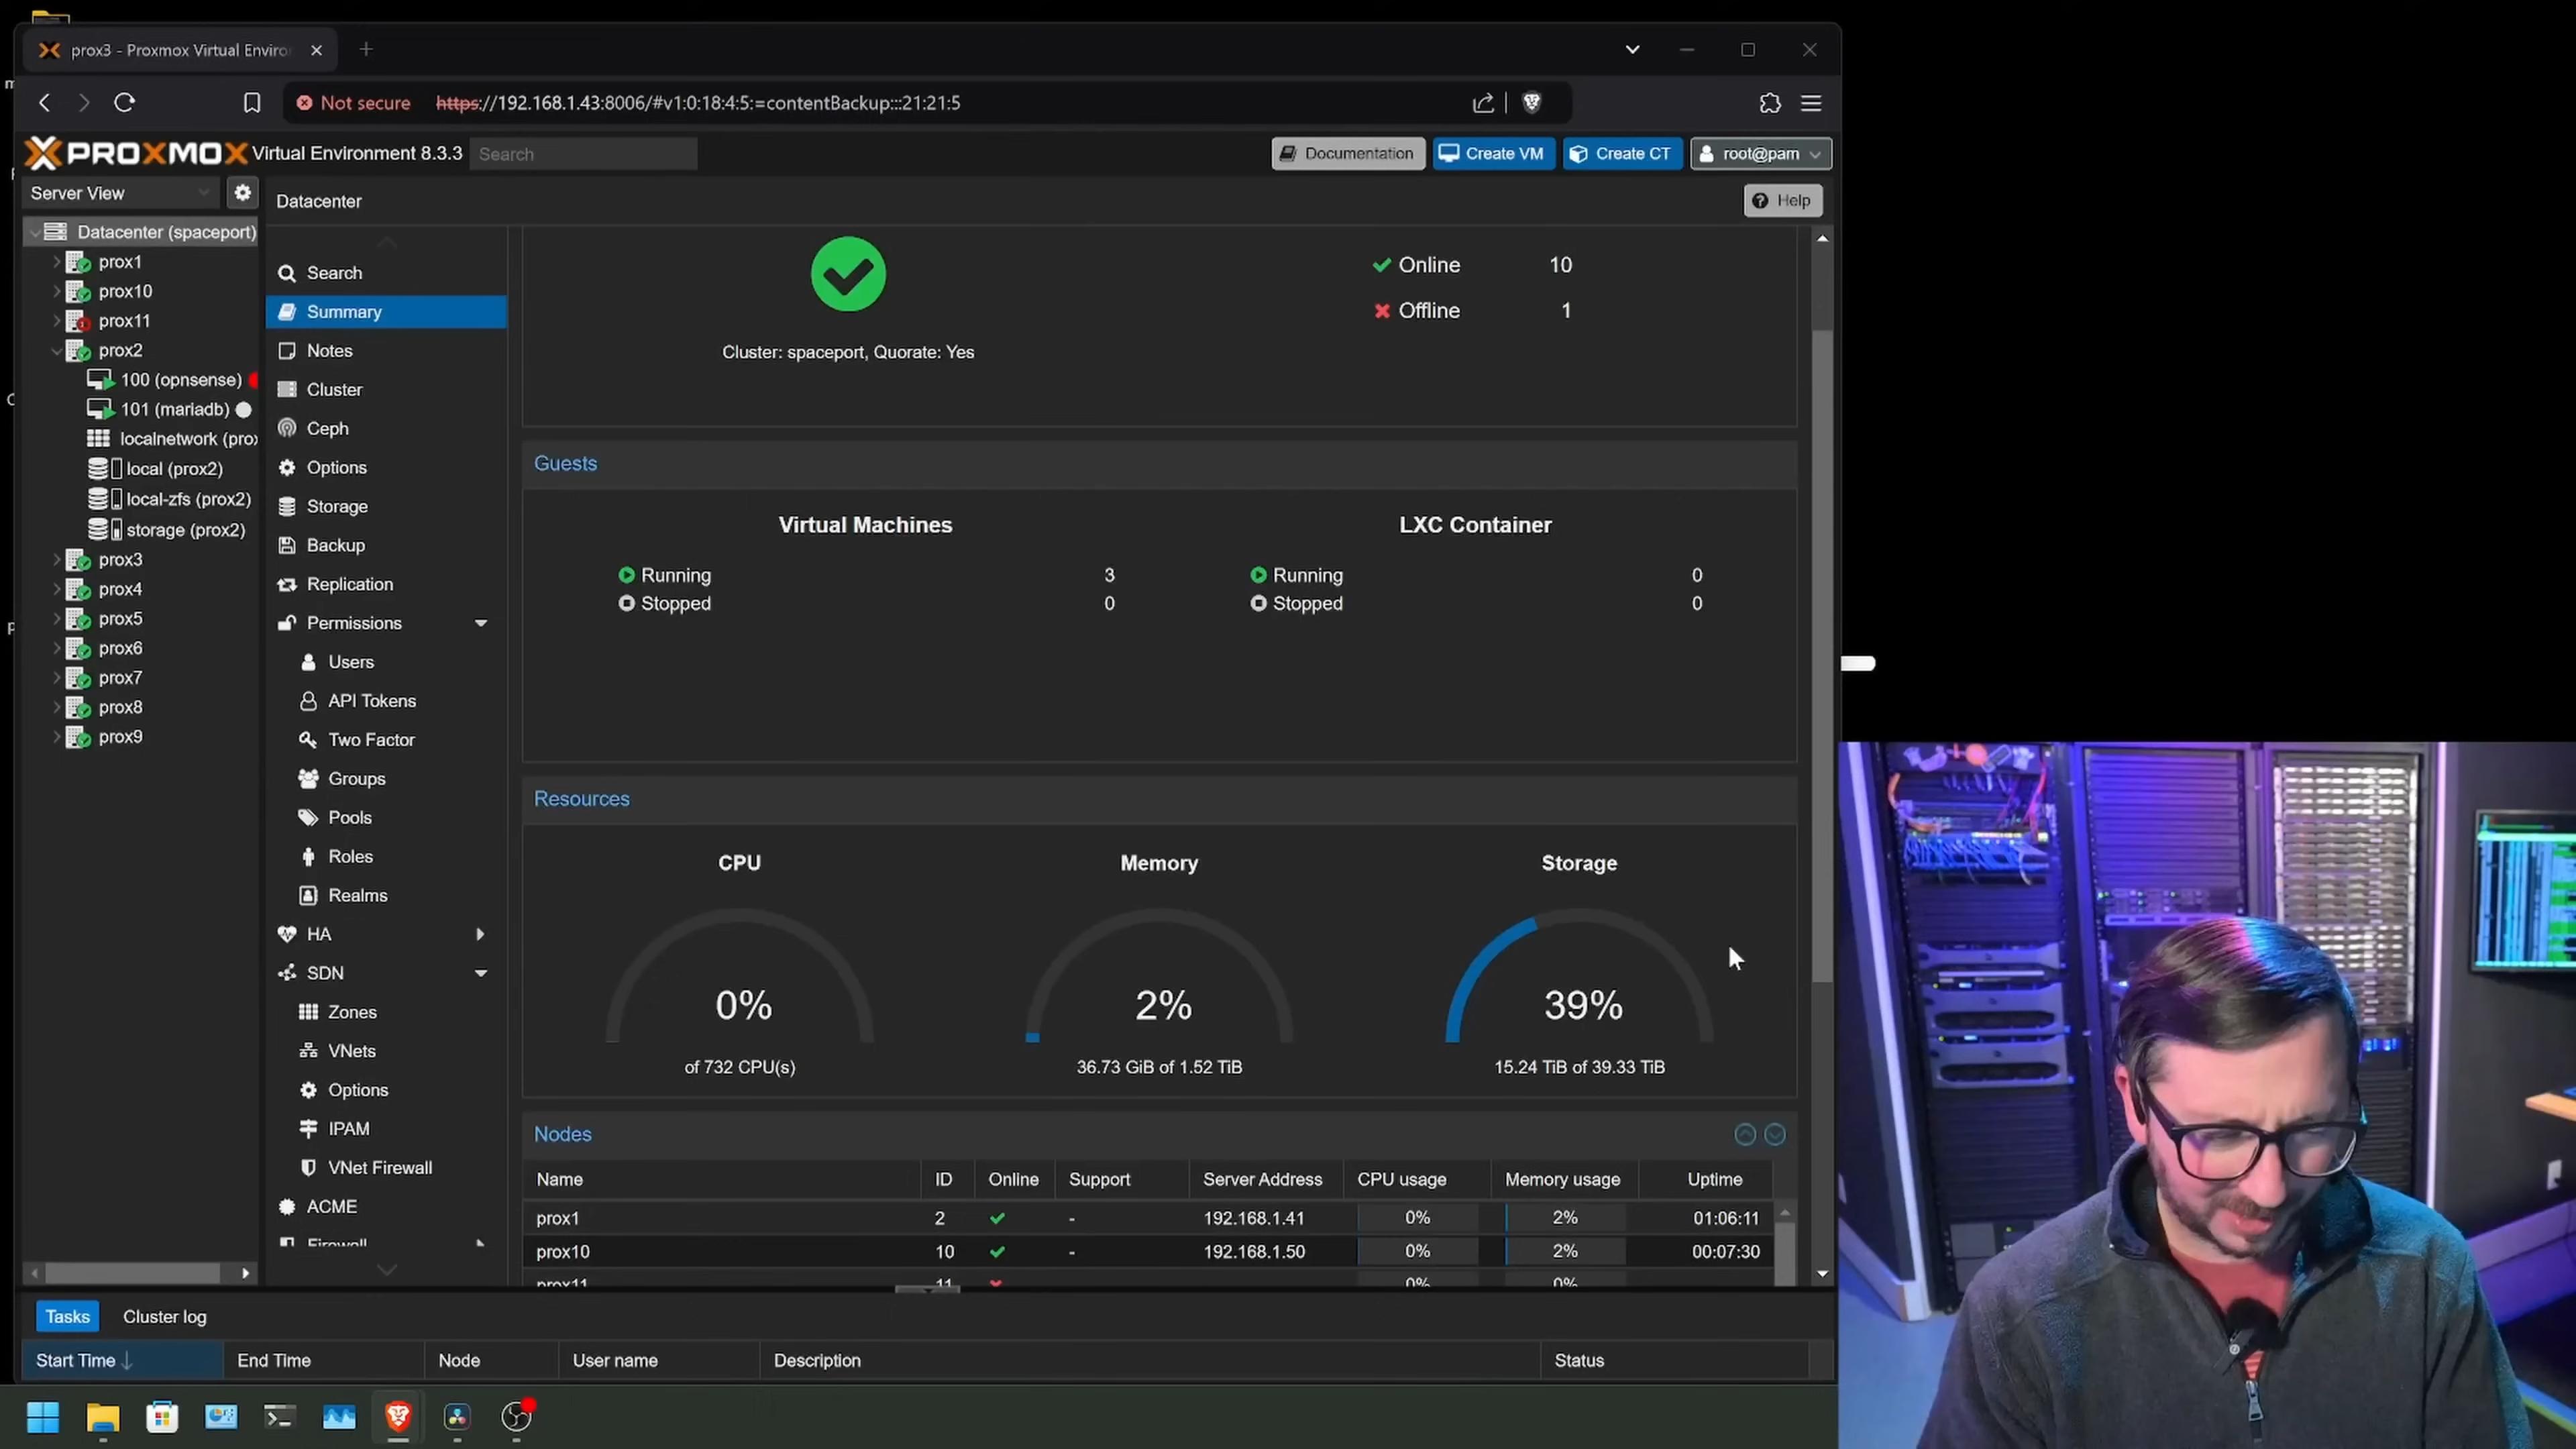 prox3 - Proxmox Virtual Enviro
Not secure https://192.168.1.43:8006/#v1:0:18:4:5:=contentBackup:::21:21:5
PROXMOX Virtual Environment 8.3.3 Search Documentation Create VM Create CT root@pam
Server View Datacenter Help
Datacenter (spaceport)
prox1
prox10
prox11
prox2
100 (opnsense)
101 (mariadb)
localnetwork (prox
local (prox2)
local-zfs (prox2)
storage (prox2)
prox3
prox4
prox5
prox6
prox7
prox8
prox9
Search
Summary
Notes
Cluster
Ceph
Options
Storage
Backup
Replication
Permissions
Users
API Tokens
Two Factor
Groups
Pools
Roles
Realms
HA
SDN
Zones
VNets
Options
IPAM
VNet Firewall
ACME
Firewall
Online 10
Offline 1
Cluster: spaceport, Quorate: Yes
Guests
Virtual Machines LXC Container
Running 3 Running 0
Stopped 0 Stopped 0
Resources
CPU Memory Storage
0% 2% 39%
of 732 CPU(s) 36.73 GiB of 1.52 TiB 15.24 TiB of 39.33 TiB
Nodes
Name ID Online Support Server Address CPU usage Memory usage Uptime
prox1 2 - 192.168.1.41 0% 2% 01:06:11
prox10 10 - 192.168.1.50 0% 2% 00:07:30
prox11 11 0% 0%
Tasks Cluster log
Start Time End Time Node User name Description Status